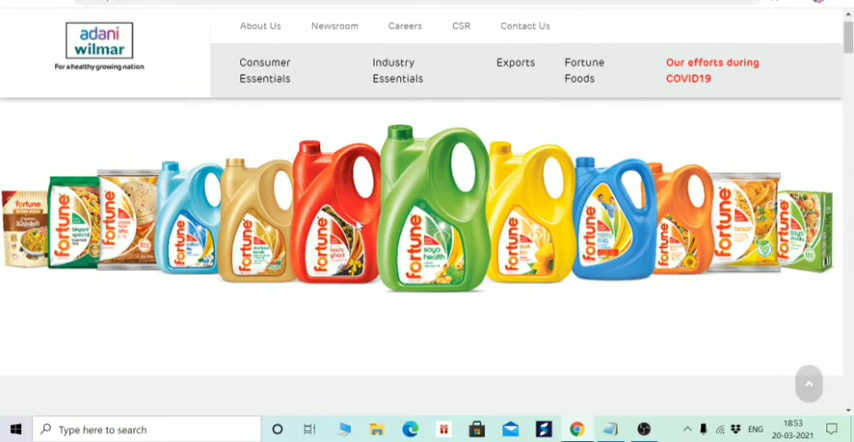 adani
wilmar
For a healthy growing nation
About Us Newsroom Careers CSR Contact Us
Consumer Essentials
Industry Essentials
Exports
Fortune Foods
Our efforts during COVID19
fortune
fortune
fortune
fortune
fortune
fortune
fortune
soya health
fortune
fortune
fortune
fortune
besan
fortune
Type here to search
ENG
18:53
20-03-2021